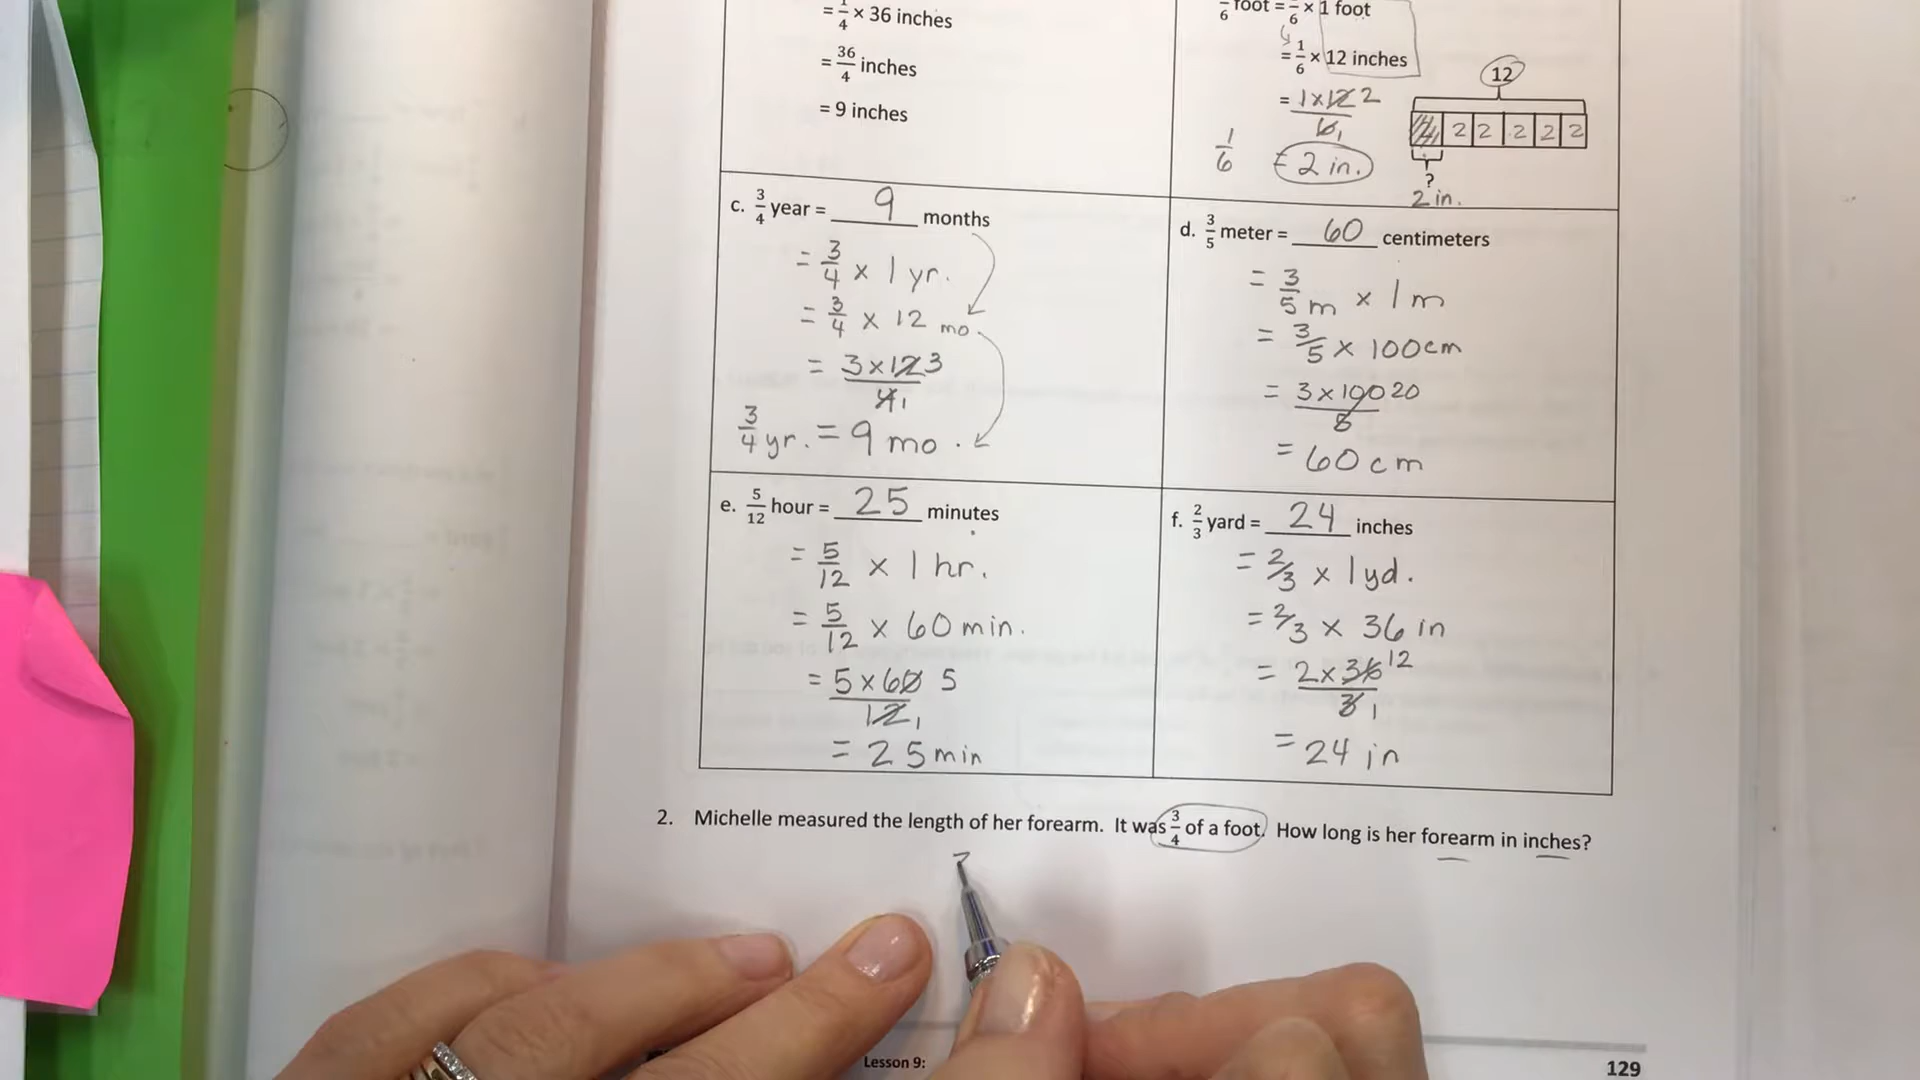 = 1/4 × 36 inches
= 36/4 inches
= 9 inches
1/6 foot = 1/6 × 1 foot
= 1/6 × 12 inches
= 1 × 12 2 / 6 1
1/6 = 2 in.
12
2 2 2 2 2
?
2 in.
c. 3/4 year = 9 months
= 3/4 × 1 yr.
= 3/4 × 12 mo.
= 3 × 12 3 / 4 1
3/4 yr. = 9 mo.
d. 3/5 meter = 60 centimeters
= 3/5 m × 1 m
= 3/5 × 100 cm
= 3 × 100 20 / 5
= 60 cm
e. 5/12 hour = 25 minutes
= 5/12 × 1 hr.
= 5/12 × 60 min.
= 5 × 60 5 / 12 1
= 25 min
f. 2/3 yard = 24 inches
= 2/3 × 1 yd.
= 2/3 × 36 in
= 2 × 36 12 / 3 1
= 24 in
2. Michelle measured the length of her forearm. It was 3/4 of a foot. How long is her forearm in inches?
Lesson 9:
129